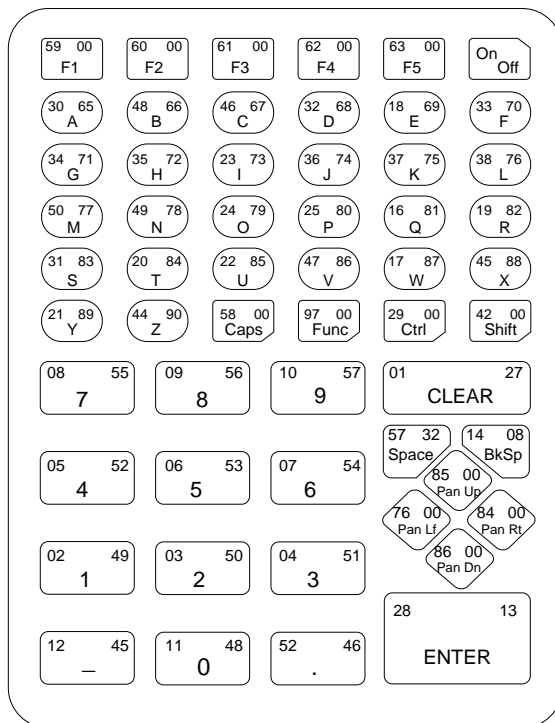 59 00 60 00 61 00 62 00 63 00 On
F1 F2 F3 F4 F5 Off
30 65 48 66 46 67 32 68 18 69 33 70
A B C D E F
34 71 35 72 23 73 36 74 37 75 38 76
G H I J K L
50 77 49 78 24 79 25 80 16 81 19 82
M N O P Q R
31 83 20 84 22 85 47 86 17 87 45 88
S T U V W X
21 89 44 90 58 00 97 00 29 00 42 00
Y Z Caps Func Ctrl Shift
08 55 09 56 10 57 01 27
7 8 9 CLEAR
57 32 14 08
Space BkSp
05 52 06 53 07 54 85 00
4 5 6 Pan Up
76 00 84 00
Pan Lf Pan Rt
02 49 03 50 04 51 86 00
1 2 3 Pan Dn
28 13
12 45 11 48 52 46
_ 0 . ENTER